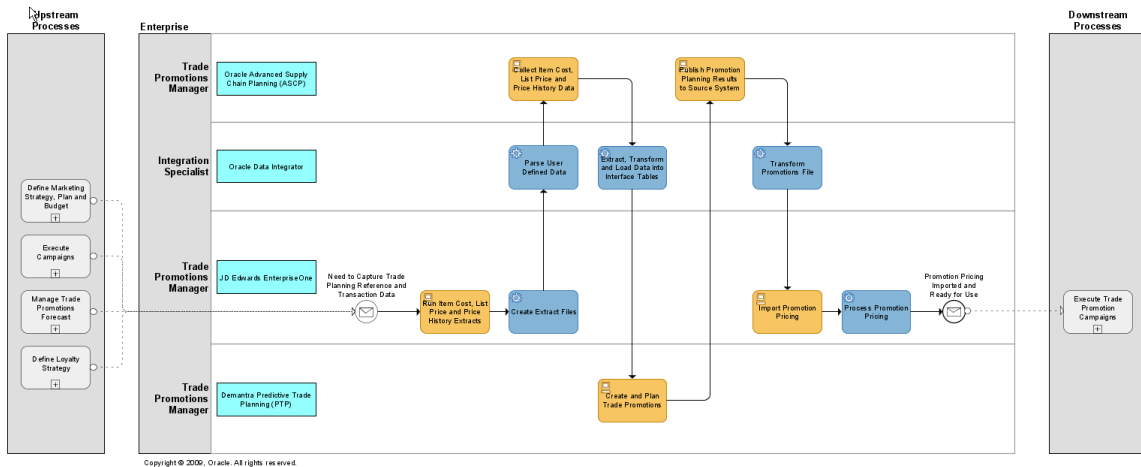 Upstream
Processes
Define Marketing
Strategy, Plan and
Budget
Execute
Campaigns
Manage Trade
Promotions
Forecast
Define Loyalty
Strategy
Enterprise
Trade
Promotions
Manager
Oracle Advanced Supply
Chain Planning (ASCP)
Collect Item Cost,
List Price and
Price History Data
Publish Promotion
Planning Results
to Source System
Integration
Specialist
Oracle Data Integrator
Parse User
Defined Data
Extract, Transform
and Load Data into
Interface Tables
Transform
Promotions File
Trade
Promotions
Manager
JD Edwards EnterpriseOne
Need to Capture Trade
Planning Reference and
Transaction Data
Run Item Cost, List
Price and Price
History Extracts
Create Extract Files
Import Promotion
Pricing
Process Promotion
Pricing
Promotion Pricing
Imported and
Ready for Use
Trade
Promotions
Manager
Demantra Predictive Trade
Planning (PTP)
Create and Plan
Trade Promotions
Downstream
Processes
Execute Trade
Promotion
Campaigns
Copyright © 2009, Oracle. All rights reserved.